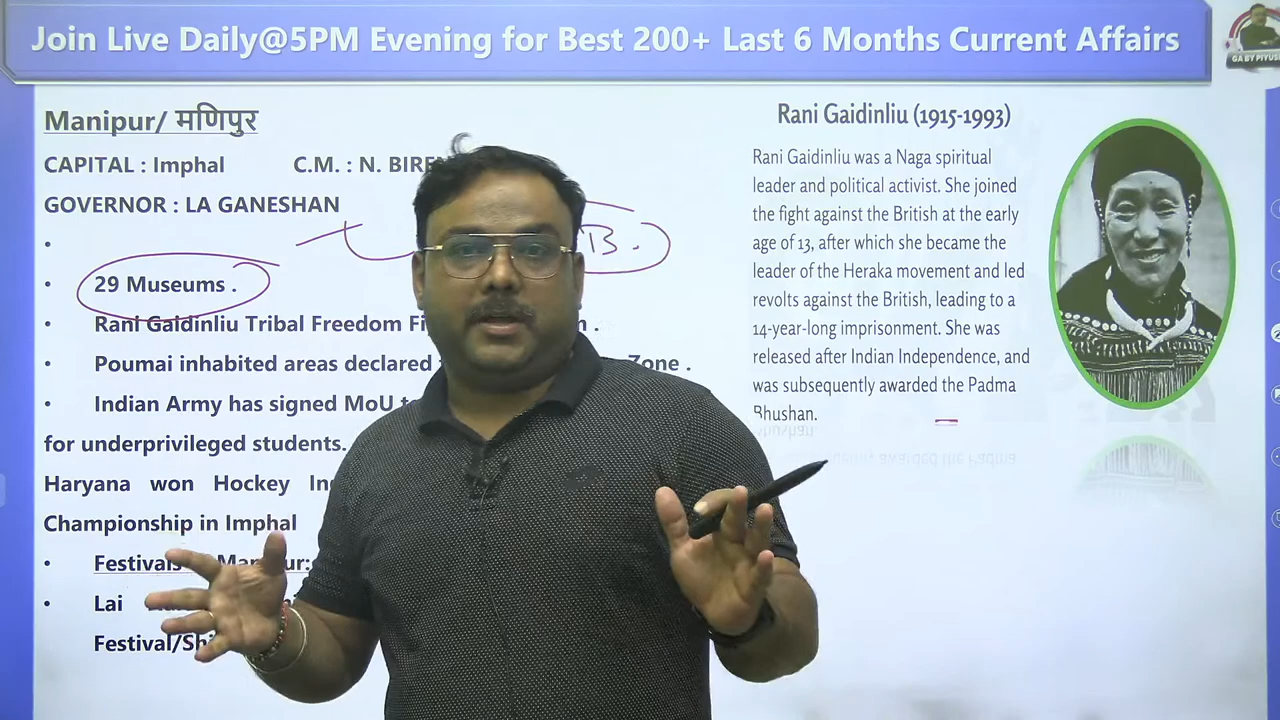 Join Live Daily@5PM Evening for Best 200+ Last 6 Months Current Affairs
GA BY PIYUSH
Manipur/ मणिपुर
CAPITAL : Imphal C.M. : N. BIREN
GOVERNOR : LA GANESHAN
B.
• 29 Museums .
• Rani Gaidinliu Tribal Freedom
• Poumai inhabited areas declared Zone .
• Indian Army has signed MoU
for underprivileged students.
Haryana won Hockey
Championship in Imphal
• Festivals
• Lai
Rani Gaidinliu (1915-1993)
Rani Gaidinliu was a Naga spiritual
leader and political activist. She joined
the fight against the British at the early
age of 13, after which she became the
leader of the Heraka movement and led
revolts against the British, leading to a
14-year-long imprisonment. She was
released after Indian Independence, and
was subsequently awarded the Padma
Bhushan.